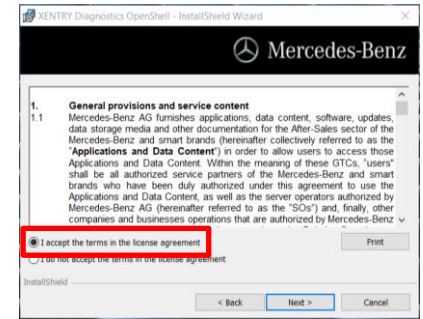 XENTRY Diagnostics OpenShell - InstallShield Wizard
Mercedes-Benz
1. General provisions and service content
1.1 Mercedes-Benz AG furnishes applications, data content, software, updates,
data storage media and other documentation for the After-Sales sector of the
Mercedes-Benz and smart brands (hereinafter collectively referred to as the
"Applications and Data Content") in order to allow users to access those
Applications and Data Content. Within the meaning of these GTCs, "users"
shall be all authorized service partners of the Mercedes-Benz and smart
brands who have been duly authorized under this agreement to use the
Applications and Data Content, as well as the server operators authorized by
Mercedes-Benz AG (hereinafter referred to as the "SOs") and, finally, other
companies and businesses operations that are authorized by Mercedes-Benz
I accept the terms in the license agreement
Print
I do not accept the terms in the license agreement
InstallShield
< Back
Next >
Cancel